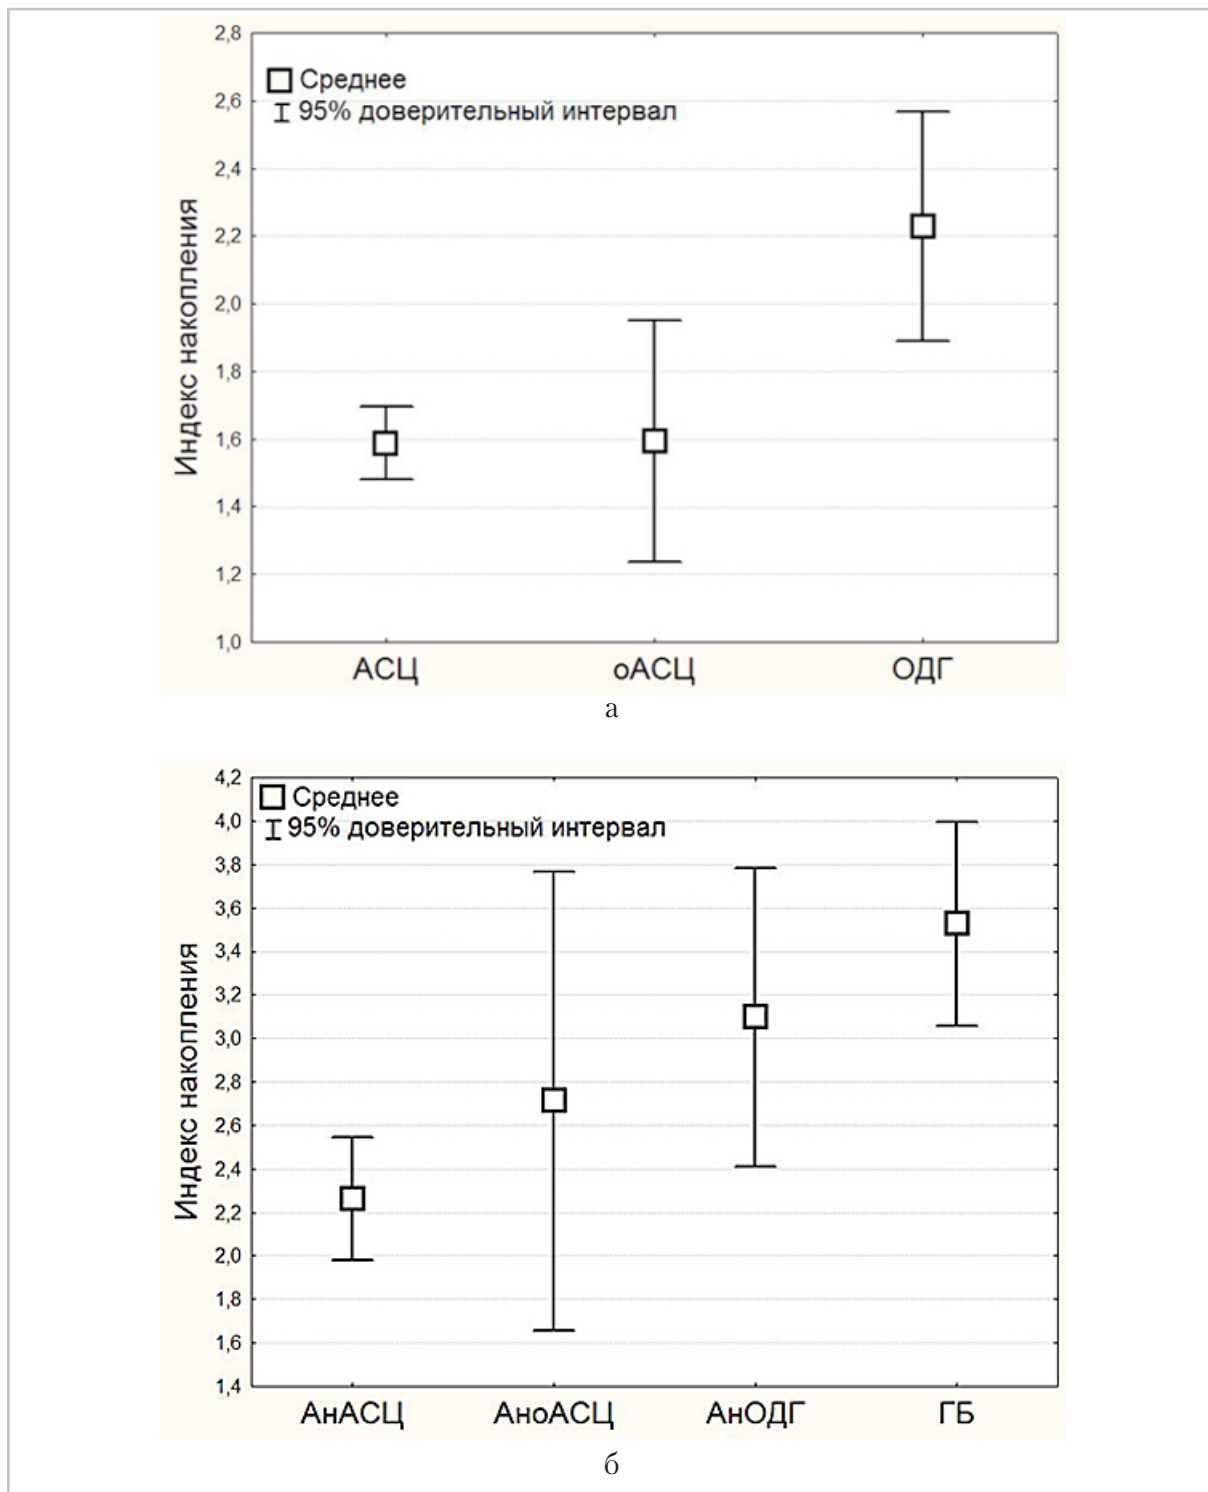 2,8
Среднее
2,6
95% доверительный интервал
2,4
2,2
2,0
1,8
1,6
1,4
1,2
1,0
Индекс накопления
АСЦ оАСЦ ОДГ
а
4,2
Среднее
4,0
95% доверительный интервал
3,8
3,6
3,4
3,2
3,0
2,8
2,6
2,4
2,2
2,0
1,8
1,6
1,4
Индекс накопления
АнАСЦ АноАСЦ АнОДГ ГБ
б